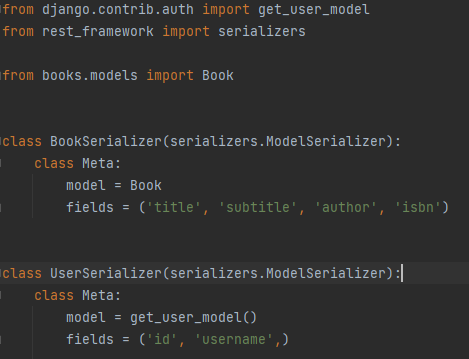 from django.contrib.auth import get_user_model
from rest_framework import serializers
from books.models import Book
class BookSerializer(serializers.ModelSerializer):
class Meta:
model = Book
fields = ('title', 'subtitle', 'author', 'isbn')
class UserSerializer(serializers.ModelSerializer):
class Meta:
model = get_user_model()
fields = ('id', 'username',)